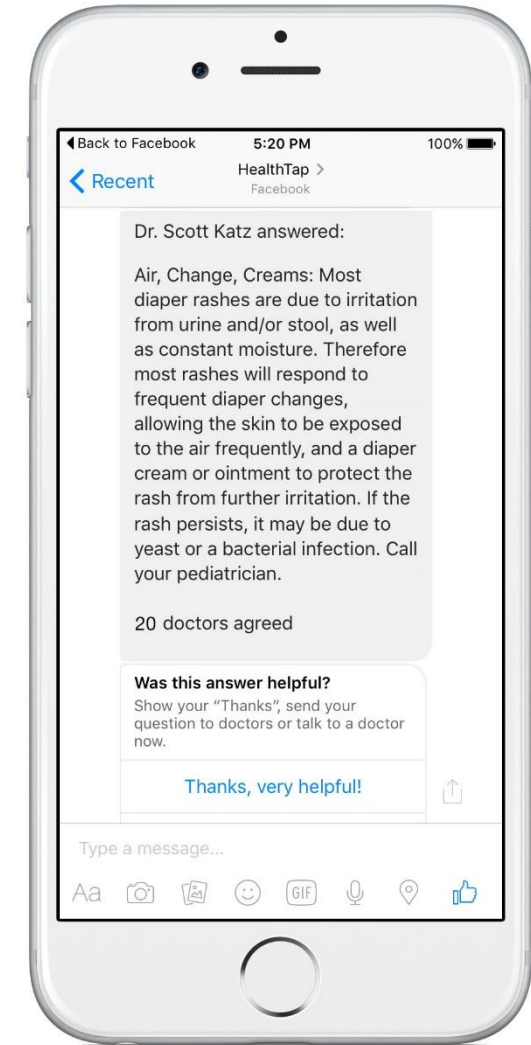 Back to Facebook 5:20 PM 100%
Recent HealthTap >
Facebook
Dr. Scott Katz answered:
Air, Change, Creams: Most
diaper rashes are due to irritation
from urine and/or stool, as well
as constant moisture. Therefore
most rashes will respond to
frequent diaper changes,
allowing the skin to be exposed
to the air frequently, and a diaper
cream or ointment to protect the
rash from further irritation. If the
rash persists, it may be due to
yeast or a bacterial infection. Call
your pediatrician.
20 doctors agreed
Was this answer helpful?
Show your "Thanks", send your
question to doctors or talk to a doctor
now.
Thanks, very helpful!
Type a message...
Aa GIF